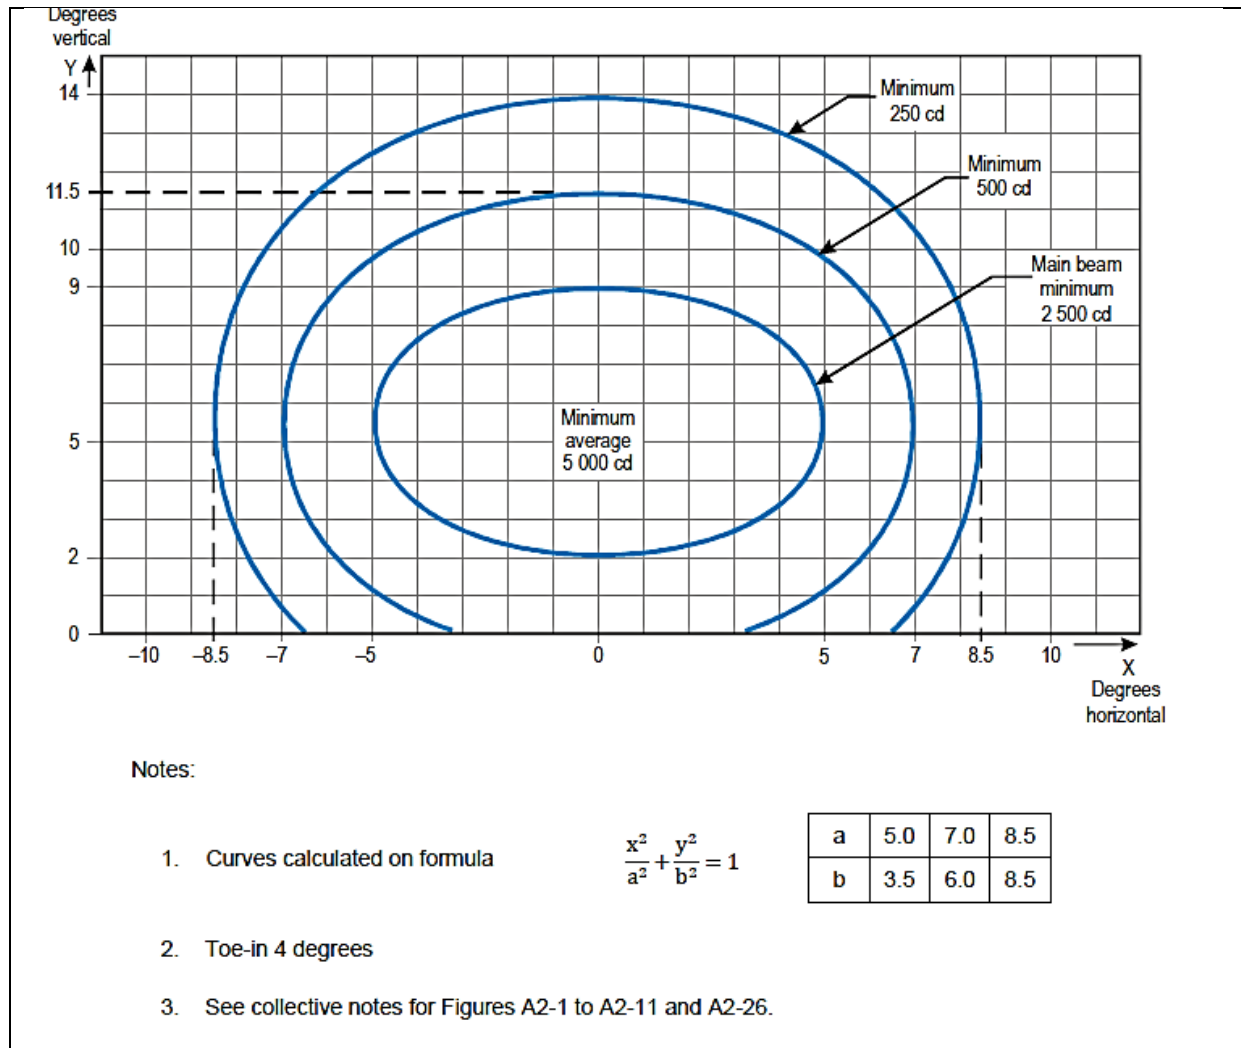 Degrees
vertical
Y
14
11.5
10
9
5
2
0
Minimum
250 cd
Minimum
500 cd
Main beam
minimum
2 500 cd
Minimum
average
5 000 cd
–10 –8.5 –7 –5 0 5 7 8.5 10
X
Degrees
horizontal
Notes:
1. Curves calculated on formula x²/a² + y²/b² = 1
a 5.0 7.0 8.5
b 3.5 6.0 8.5
2. Toe-in 4 degrees
3. See collective notes for Figures A2-1 to A2-11 and A2-26.